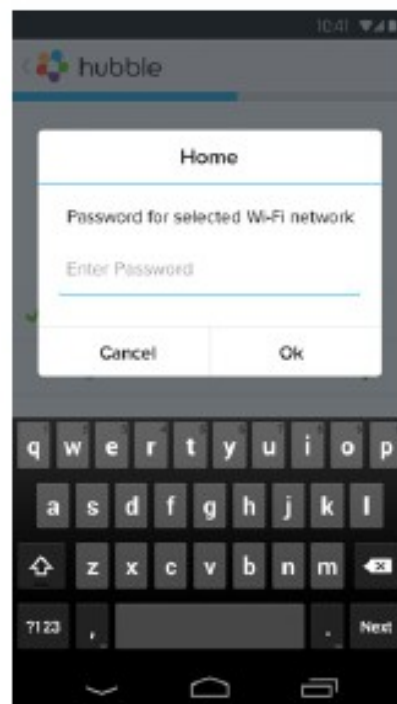 10:41
hubble
Home
Password for selected Wi-Fi network
Enter Password
Cancel Ok
q w e r t y u i o p
a s d f g h j k l
z x c v b n m
?123 , . Next